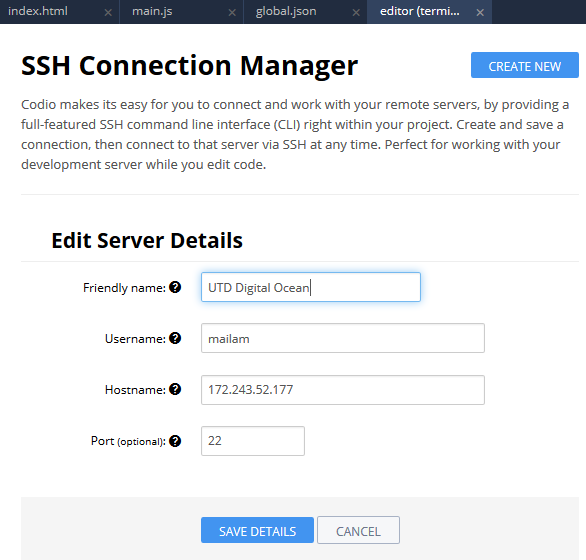 index.html × main.js × global.json × editor (termi... ×
SSH Connection Manager
CREATE NEW
Codio makes its easy for you to connect and work with your remote servers, by providing a
full-featured SSH command line interface (CLI) right within your project. Create and save a
connection, then connect to that server via SSH at any time. Perfect for working with your
development server while you edit code.
Edit Server Details
Friendly name: ? UTD Digital Ocean
Username: ? mailam
Hostname: ? 172.243.52.177
Port (optional): ? 22
SAVE DETAILS CANCEL